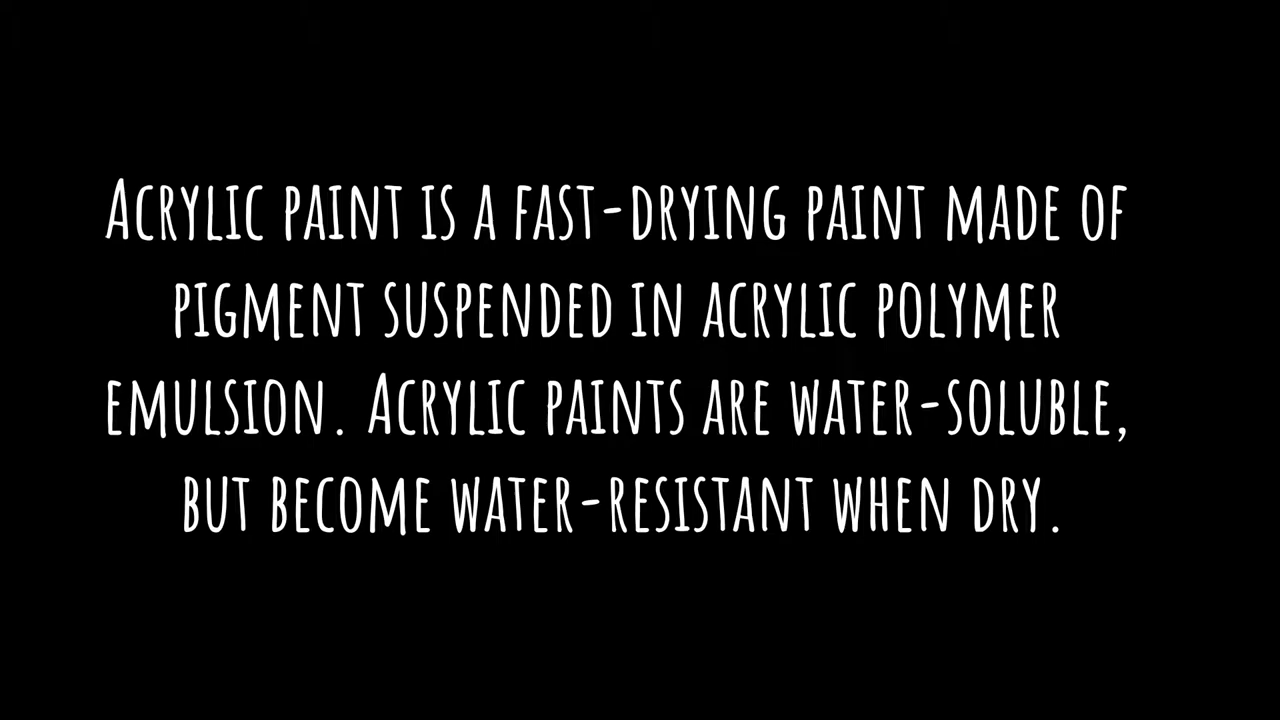 Acrylic paint is a fast-drying paint made of
pigment suspended in acrylic polymer
emulsion. Acrylic paints are water-soluble,
but become water-resistant when dry.